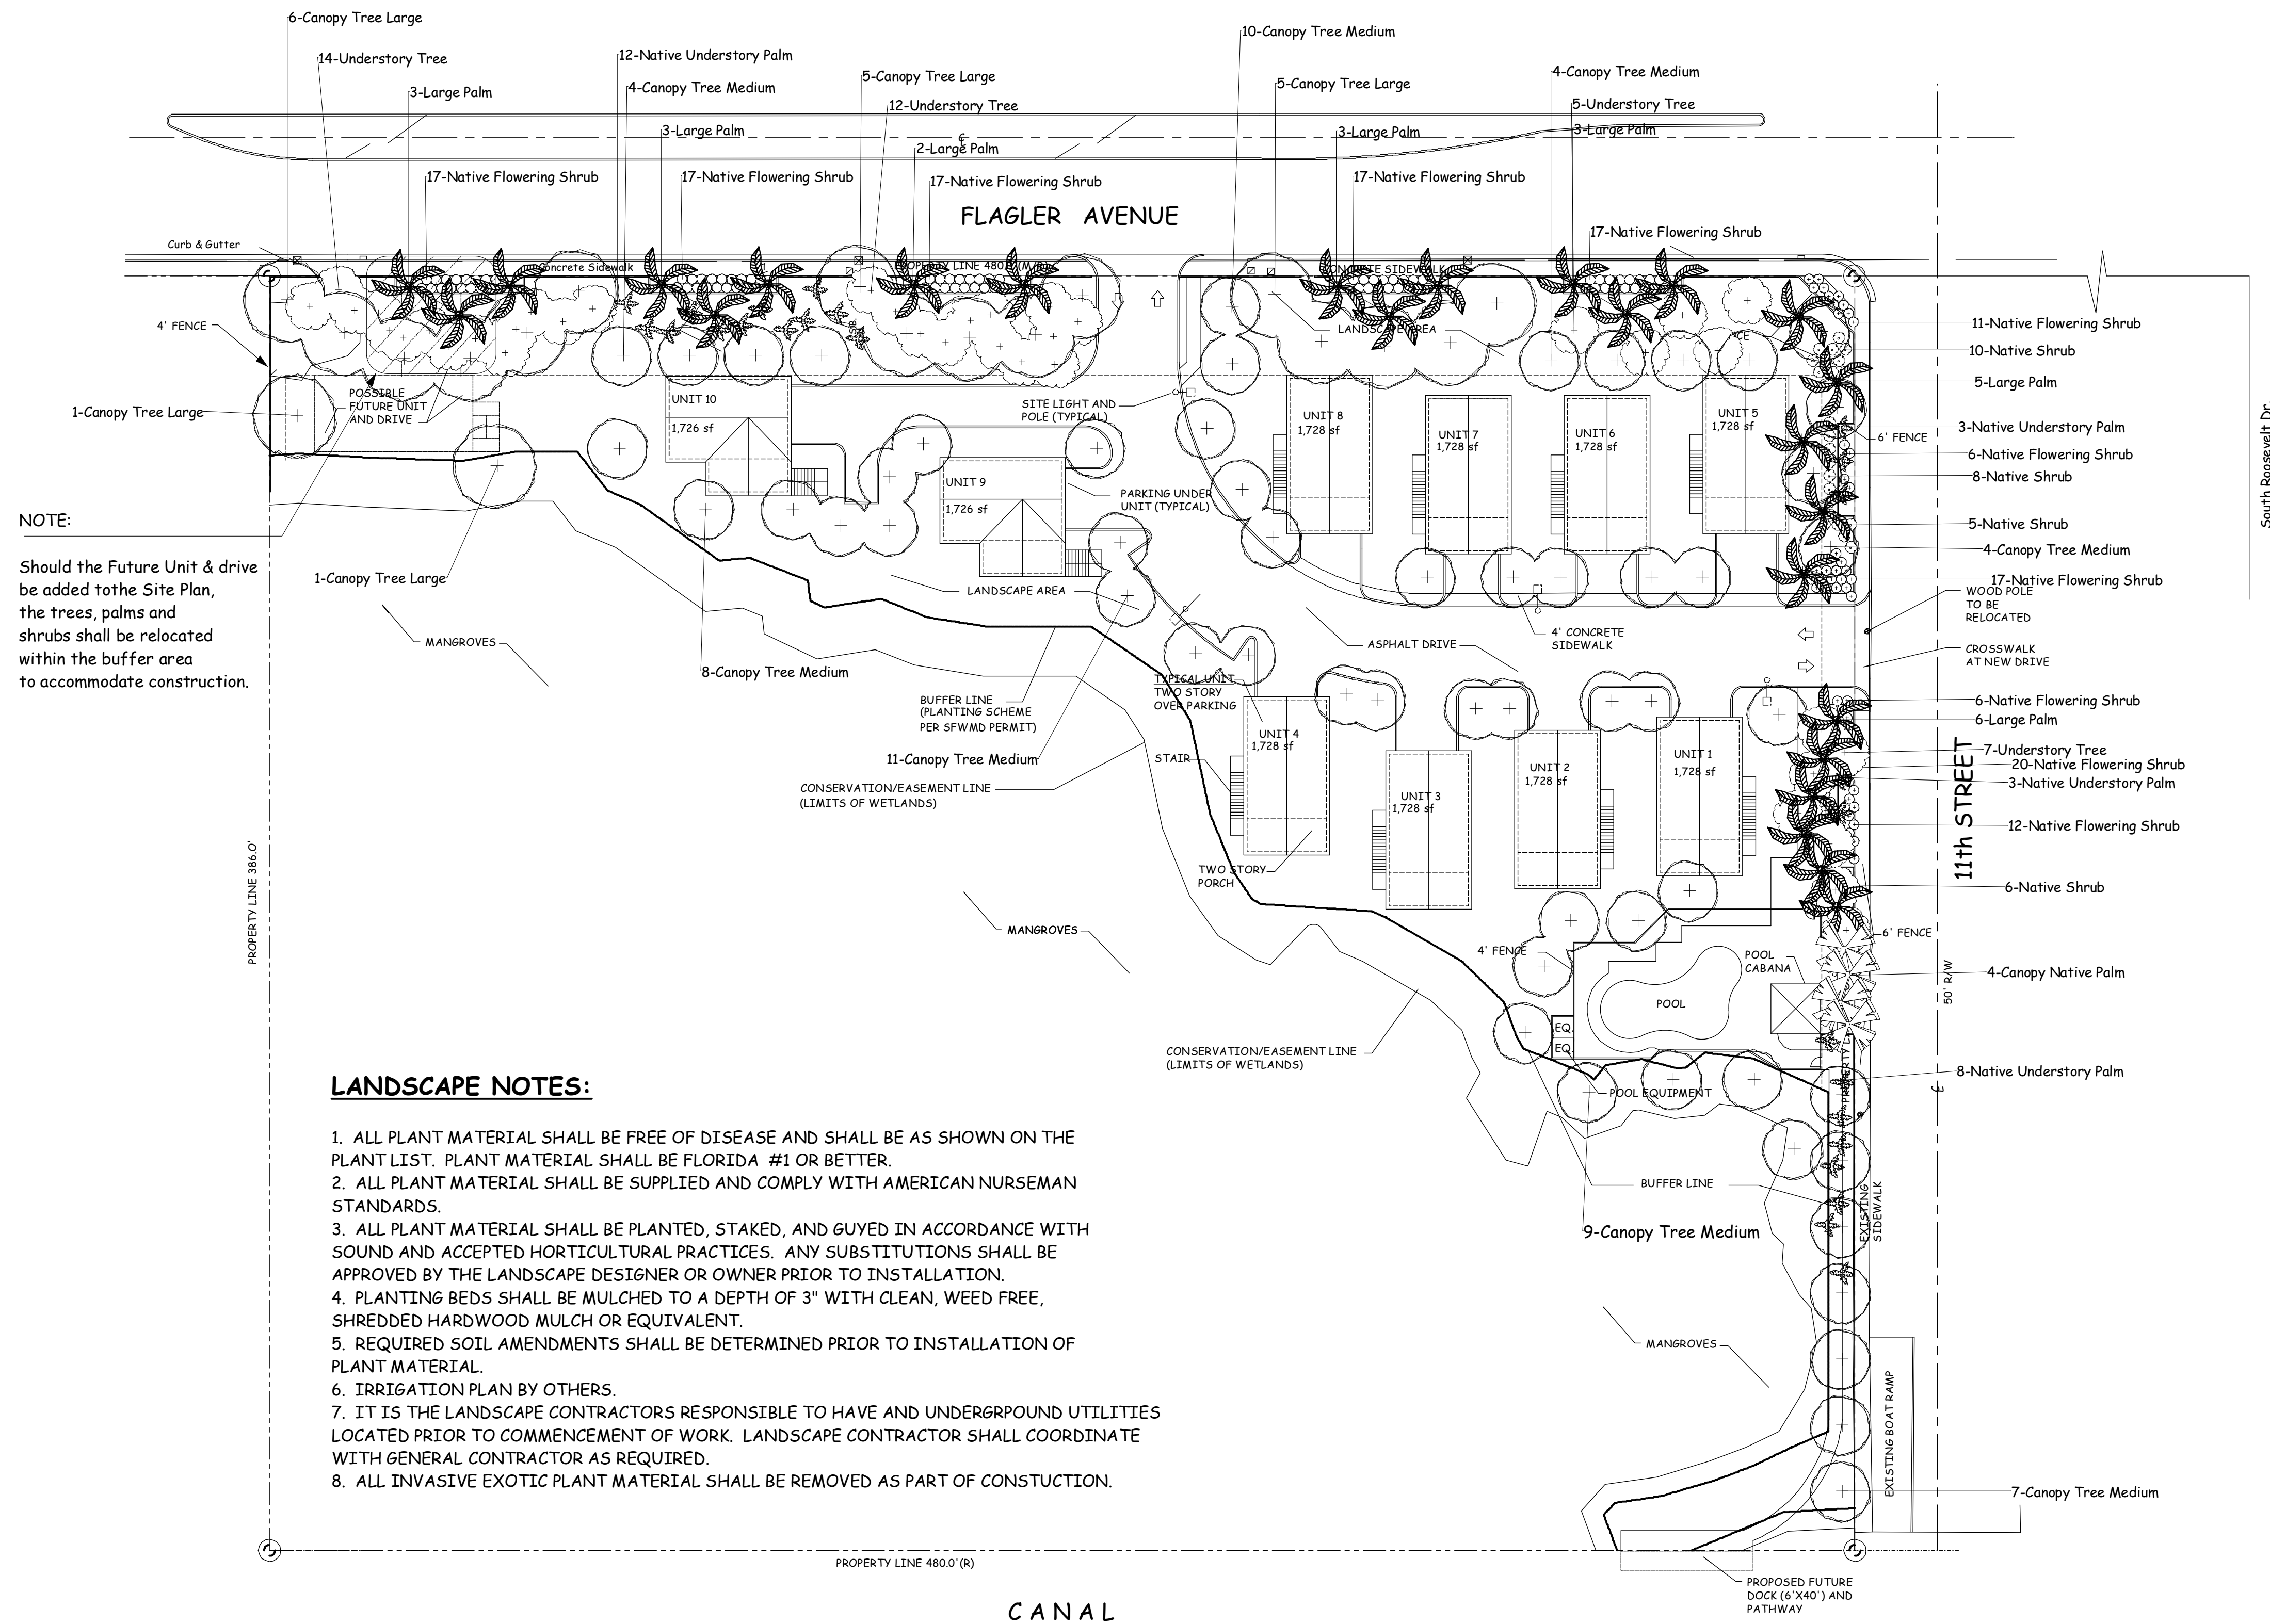 6-Canopy Tree Large
14-Understory Tree
3-Large Palm
12-Native Understory Palm
4-Canopy Tree Medium
3-Large Palm
5-Canopy Tree Large
12-Understory Tree
2-Large Palm
10-Canopy Tree Medium
5-Canopy Tree Large
3-Large Palm
4-Canopy Tree Medium
5-Understory Tree
3-Large Palm
17-Native Flowering Shrub
17-Native Flowering Shrub
17-Native Flowering Shrub
17-Native Flowering Shrub
17-Native Flowering Shrub
FLAGLER AVENUE
Curb & Gutter
Concrete Sidewalk
PROPERTY LINE 480.
CONCRETE SIDEWALK
4' FENCE
LANDSCAPE AREA
POSSIBLE
FUTURE UNIT
AND DRIVE
1-Canopy Tree Large
UNIT 10
1,726 sf
UNIT 9
1,726 sf
SITE LIGHT AND
POLE (TYPICAL)
PARKING UNDER
UNIT (TYPICAL)
UNIT 8
1,728 sf
UNIT 7
1,728 sf
UNIT 6
1,728 sf
UNIT 5
1,728 sf
11-Native Flowering Shrub
10-Native Shrub
5-Large Palm
3-Native Understory Palm
6' FENCE
6-Native Flowering Shrub
8-Native Shrub
5-Native Shrub
4-Canopy Tree Medium
17-Native Flowering Shrub
WOOD POLE
TO BE
RELOCATED
CROSSWALK
AT NEW DRIVE
South Roosevelt Dr.
NOTE:
Should the Future Unit & drive
be added tothe Site Plan,
the trees, palms and
shrubs shall be relocated
within the buffer area
to accommodate construction.
1-Canopy Tree Large
MANGROVES
8-Canopy Tree Medium
LANDSCAPE AREA
BUFFER LINE
(PLANTING SCHEME
PER SFWMD PERMIT)
11-Canopy Tree Medium
CONSERVATION/EASEMENT LINE
(LIMITS OF WETLANDS)
ASPHALT DRIVE
4' CONCRETE
SIDEWALK
TYPICAL UNIT
TWO STORY
OVER PARKING
STAIR
UNIT 4
1,728 sf
UNIT 3
1,728 sf
UNIT 2
1,728 sf
UNIT 1
1,728 sf
TWO STORY
PORCH
6-Native Flowering Shrub
6-Large Palm
7-Understory Tree
20-Native Flowering Shrub
3-Native Understory Palm
12-Native Flowering Shrub
6-Native Shrub
11th STREET
6' FENCE
4-Canopy Native Palm
50' R/W
8-Native Understory Palm
PROPERTY LINE 386.0'
MANGROVES
4' FENCE
POOL
CABANA
POOL
EQ.
EQ.
POOL EQUIPMENT
CONSERVATION/EASEMENT LINE
(LIMITS OF WETLANDS)
BUFFER LINE
EXISTING
SIDEWALK
9-Canopy Tree Medium
MANGROVES
EXISTING BOAT RAMP
7-Canopy Tree Medium
LANDSCAPE NOTES:
1. ALL PLANT MATERIAL SHALL BE FREE OF DISEASE AND SHALL BE AS SHOWN ON THE
PLANT LIST. PLANT MATERIAL SHALL BE FLORIDA #1 OR BETTER.
2. ALL PLANT MATERIAL SHALL BE SUPPLIED AND COMPLY WITH AMERICAN NURSEMAN
STANDARDS.
3. ALL PLANT MATERIAL SHALL BE PLANTED, STAKED, AND GUYED IN ACCORDANCE WITH
SOUND AND ACCEPTED HORTICULTURAL PRACTICES. ANY SUBSTITUTIONS SHALL BE
APPROVED BY THE LANDSCAPE DESIGNER OR OWNER PRIOR TO INSTALLATION.
4. PLANTING BEDS SHALL BE MULCHED TO A DEPTH OF 3" WITH CLEAN, WEED FREE,
SHREDDED HARDWOOD MULCH OR EQUIVALENT.
5. REQUIRED SOIL AMENDMENTS SHALL BE DETERMINED PRIOR TO INSTALLATION OF
PLANT MATERIAL.
6. IRRIGATION PLAN BY OTHERS.
7. IT IS THE LANDSCAPE CONTRACTORS RESPONSIBLE TO HAVE AND UNDERGRPOUND UTILITIES
LOCATED PRIOR TO COMMENCEMENT OF WORK. LANDSCAPE CONTRACTOR SHALL COORDINATE
WITH GENERAL CONTRACTOR AS REQUIRED.
8. ALL INVASIVE EXOTIC PLANT MATERIAL SHALL BE REMOVED AS PART OF CONSTUCTION.
PROPERTY LINE 480.0'(R)
PROPOSED FUTURE
DOCK (6'X40') AND
PATHWAY
CANAL